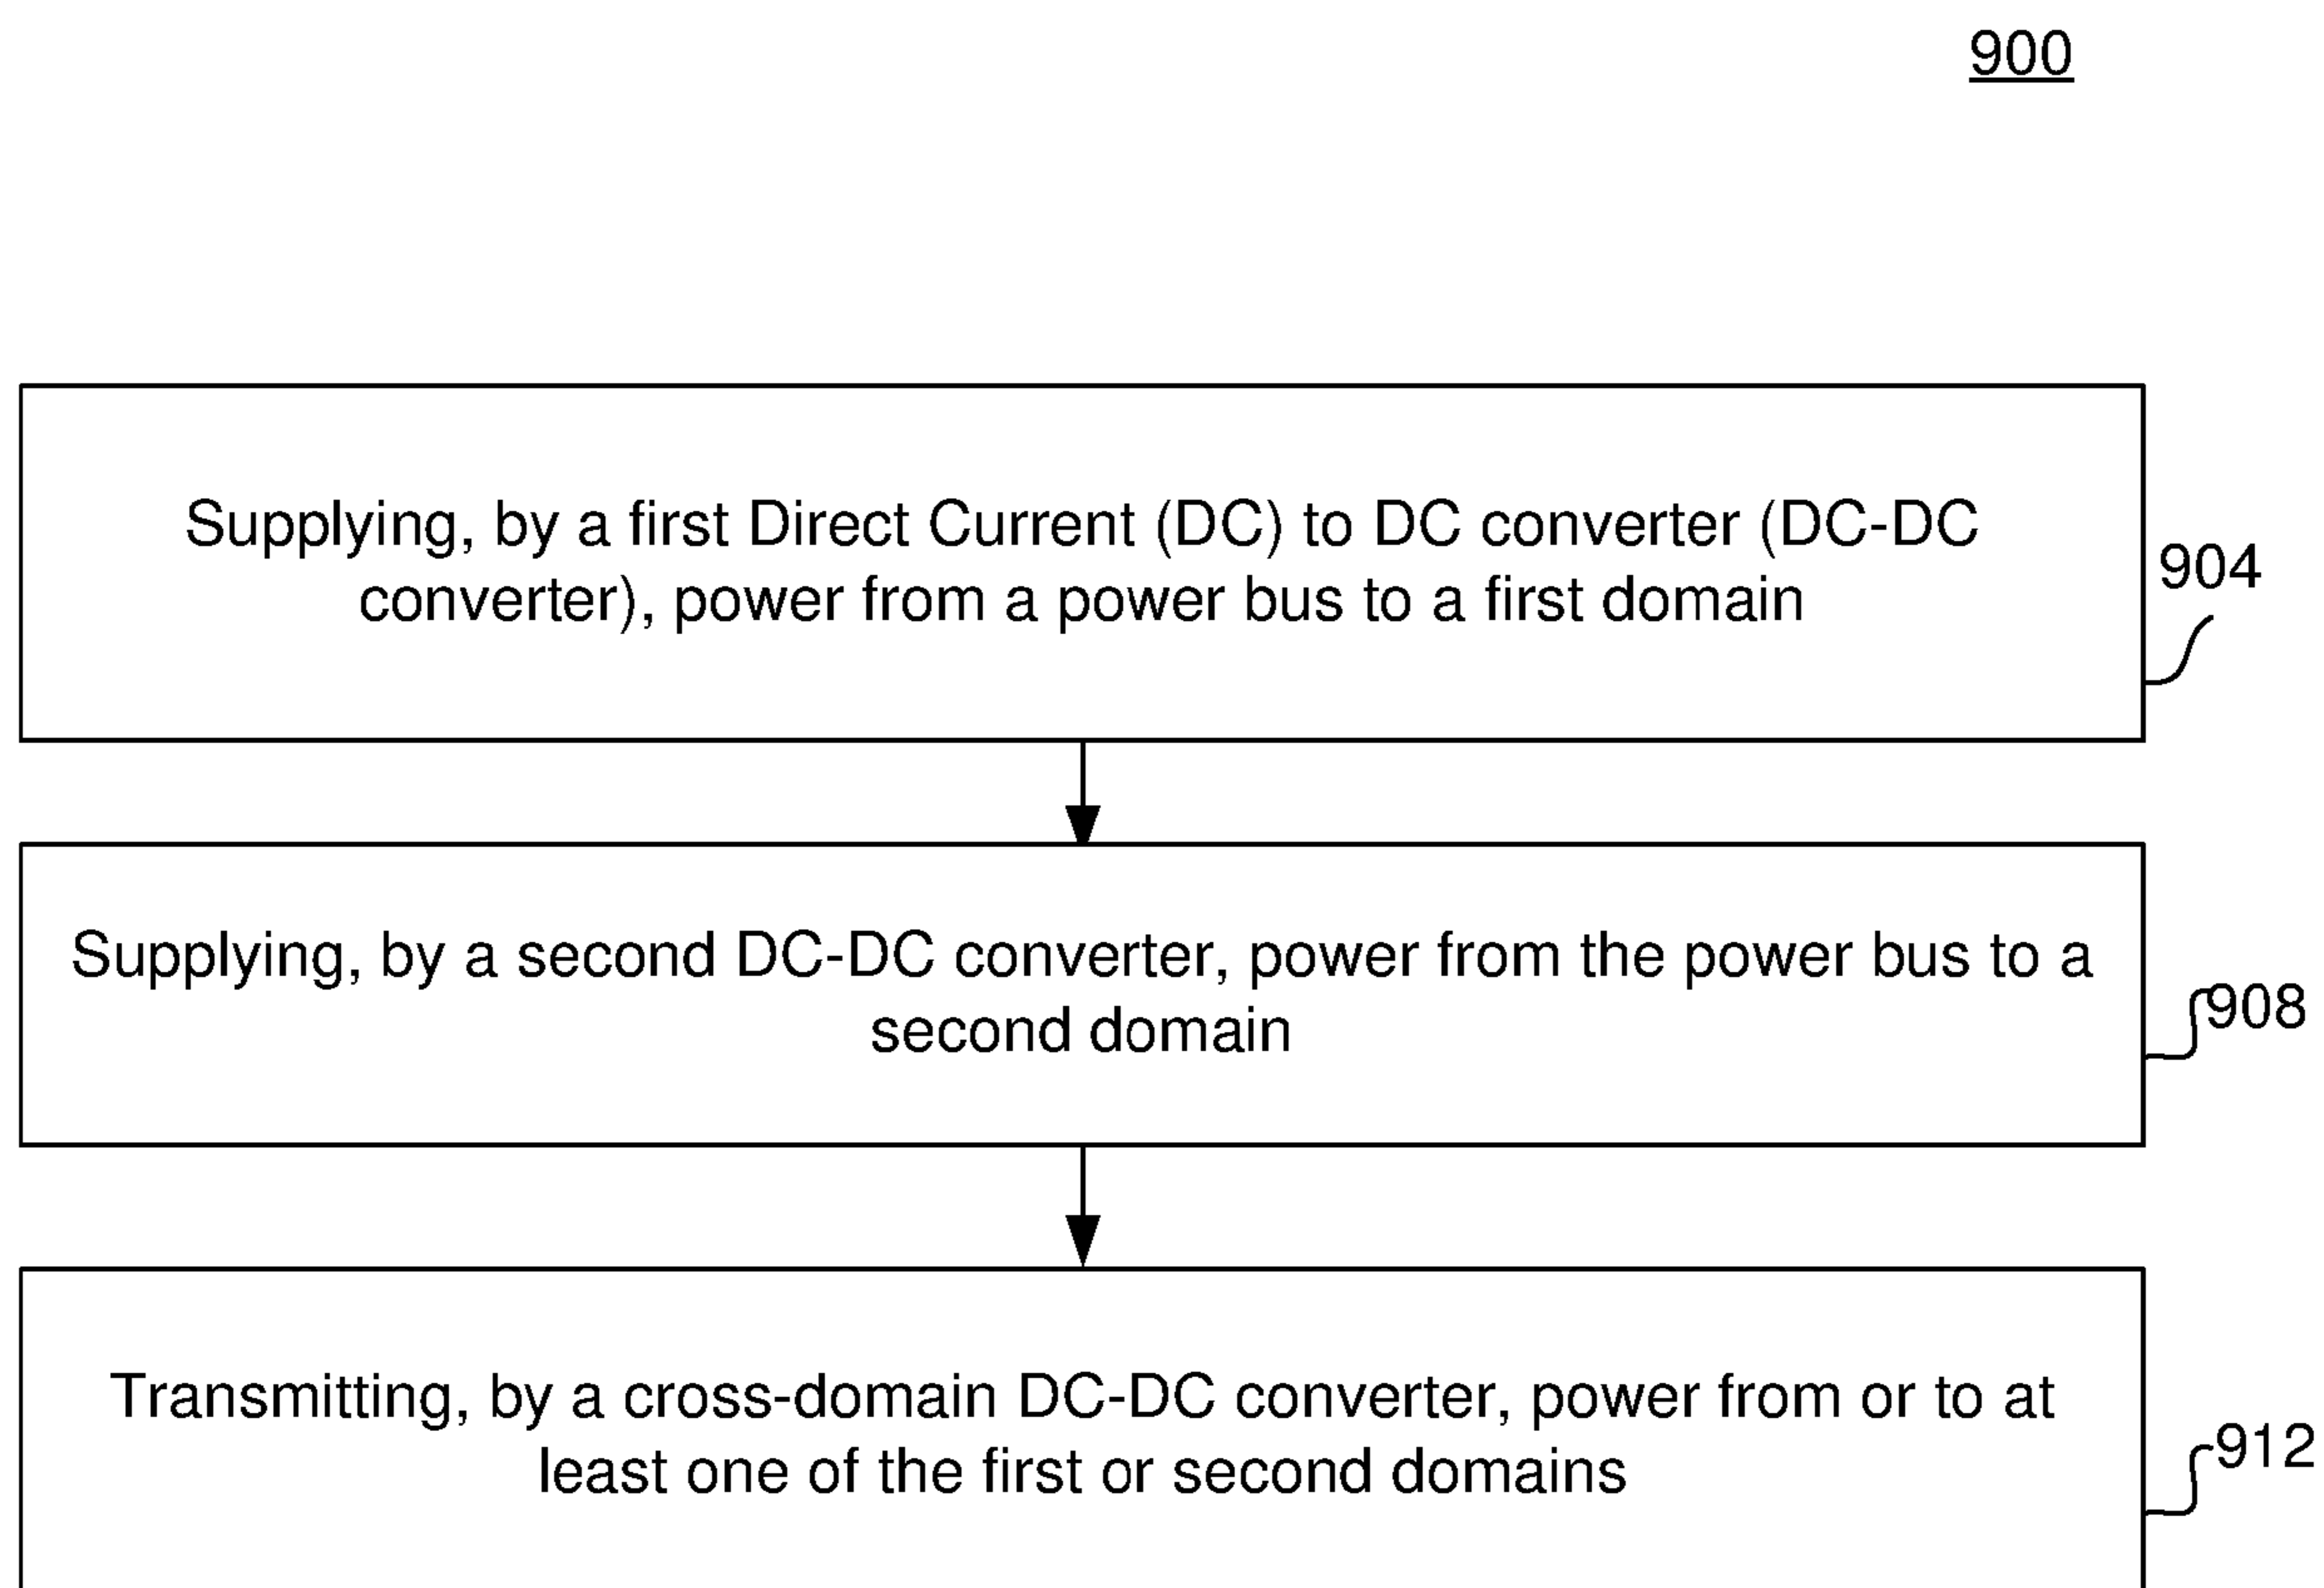 900
Supplying, by a first Direct Current (DC) to DC converter (DC-DC
converter), power from a power bus to a first domain
904
Supplying, by a second DC-DC converter, power from the power bus to a
second domain
908
Transmitting, by a cross-domain DC-DC converter, power from or to at
least one of the first or second domains
912